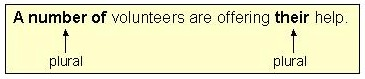 A number of volunteers are offering their help.
plural plural